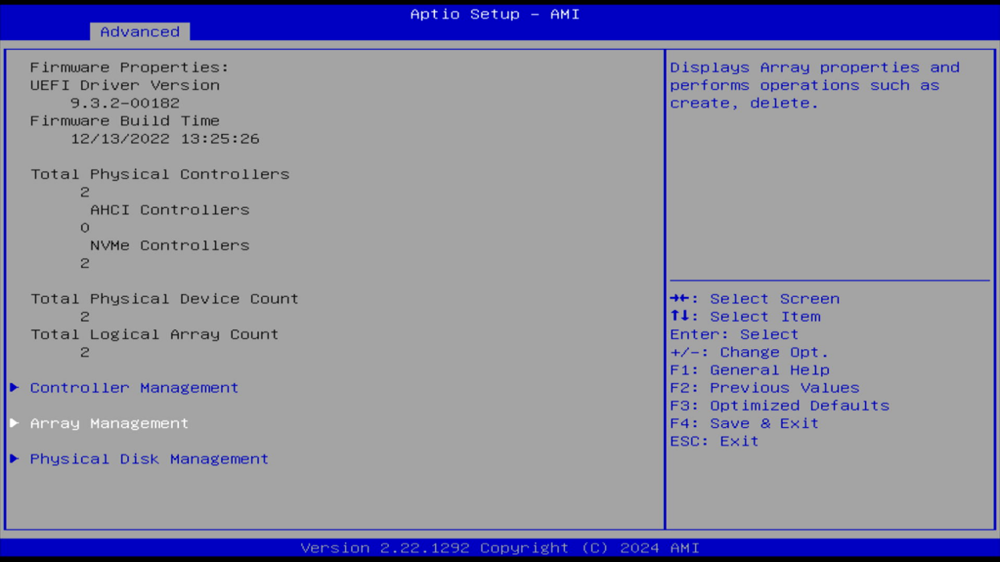 Aptio Setup – AMI
Advanced
Firmware Properties:
UEFI Driver Version
9.3.2-00182
Firmware Build Time
12/13/2022 13:25:26
Total Physical Controllers
2
AHCI Controllers
0
NVMe Controllers
2
Total Physical Device Count
2
Total Logical Array Count
2
Controller Management
Array Management
Physical Disk Management
Displays Array properties and
performs operations such as
create, delete.
→←: Select Screen
↑↓: Select Item
Enter: Select
+/-: Change Opt.
F1: General Help
F2: Previous Values
F3: Optimized Defaults
F4: Save & Exit
ESC: Exit
Version 2.22.1292 Copyright (C) 2024 AMI